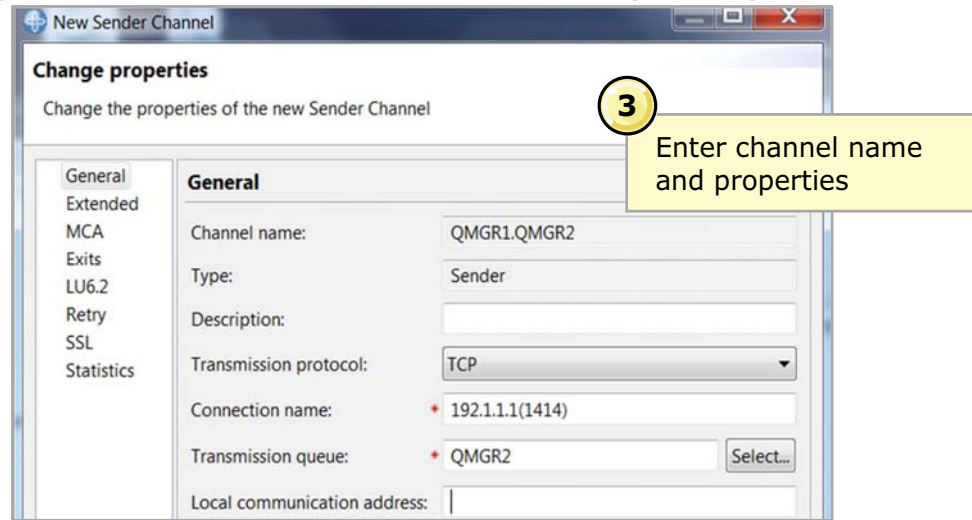 New Sender Channel
Change properties
Change the properties of the new Sender Channel
3
Enter channel name
and properties
General
Extended
MCA
Exits
LU6.2
Retry
SSL
Statistics
General
Channel name: QMGR1.QMGR2
Type: Sender
Description:
Transmission protocol: TCP
Connection name: * 192.1.1.1(1414)
Transmission queue: * QMGR2 Select...
Local communication address: